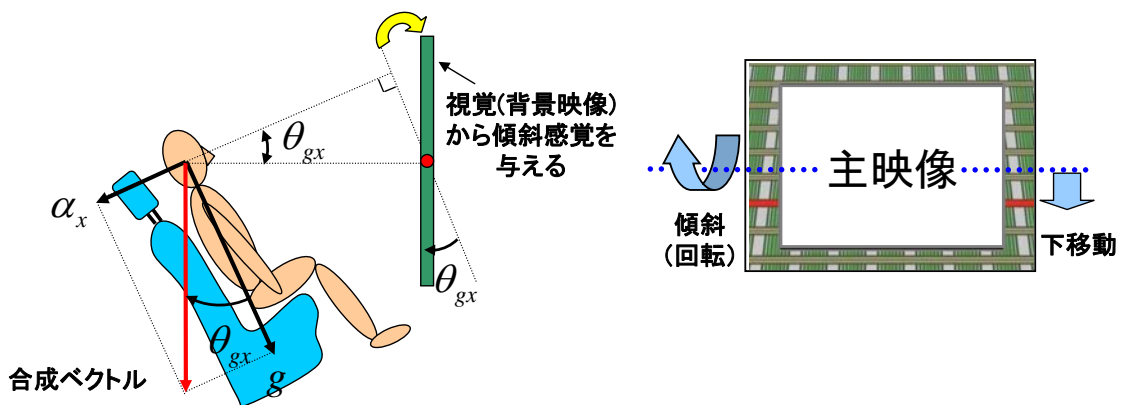 視覚(背景映像)
から傾斜感覚を
与える
θgx
αx
θgx
θgx
g
合成ベクトル
主映像
傾斜
(回転)
下移動